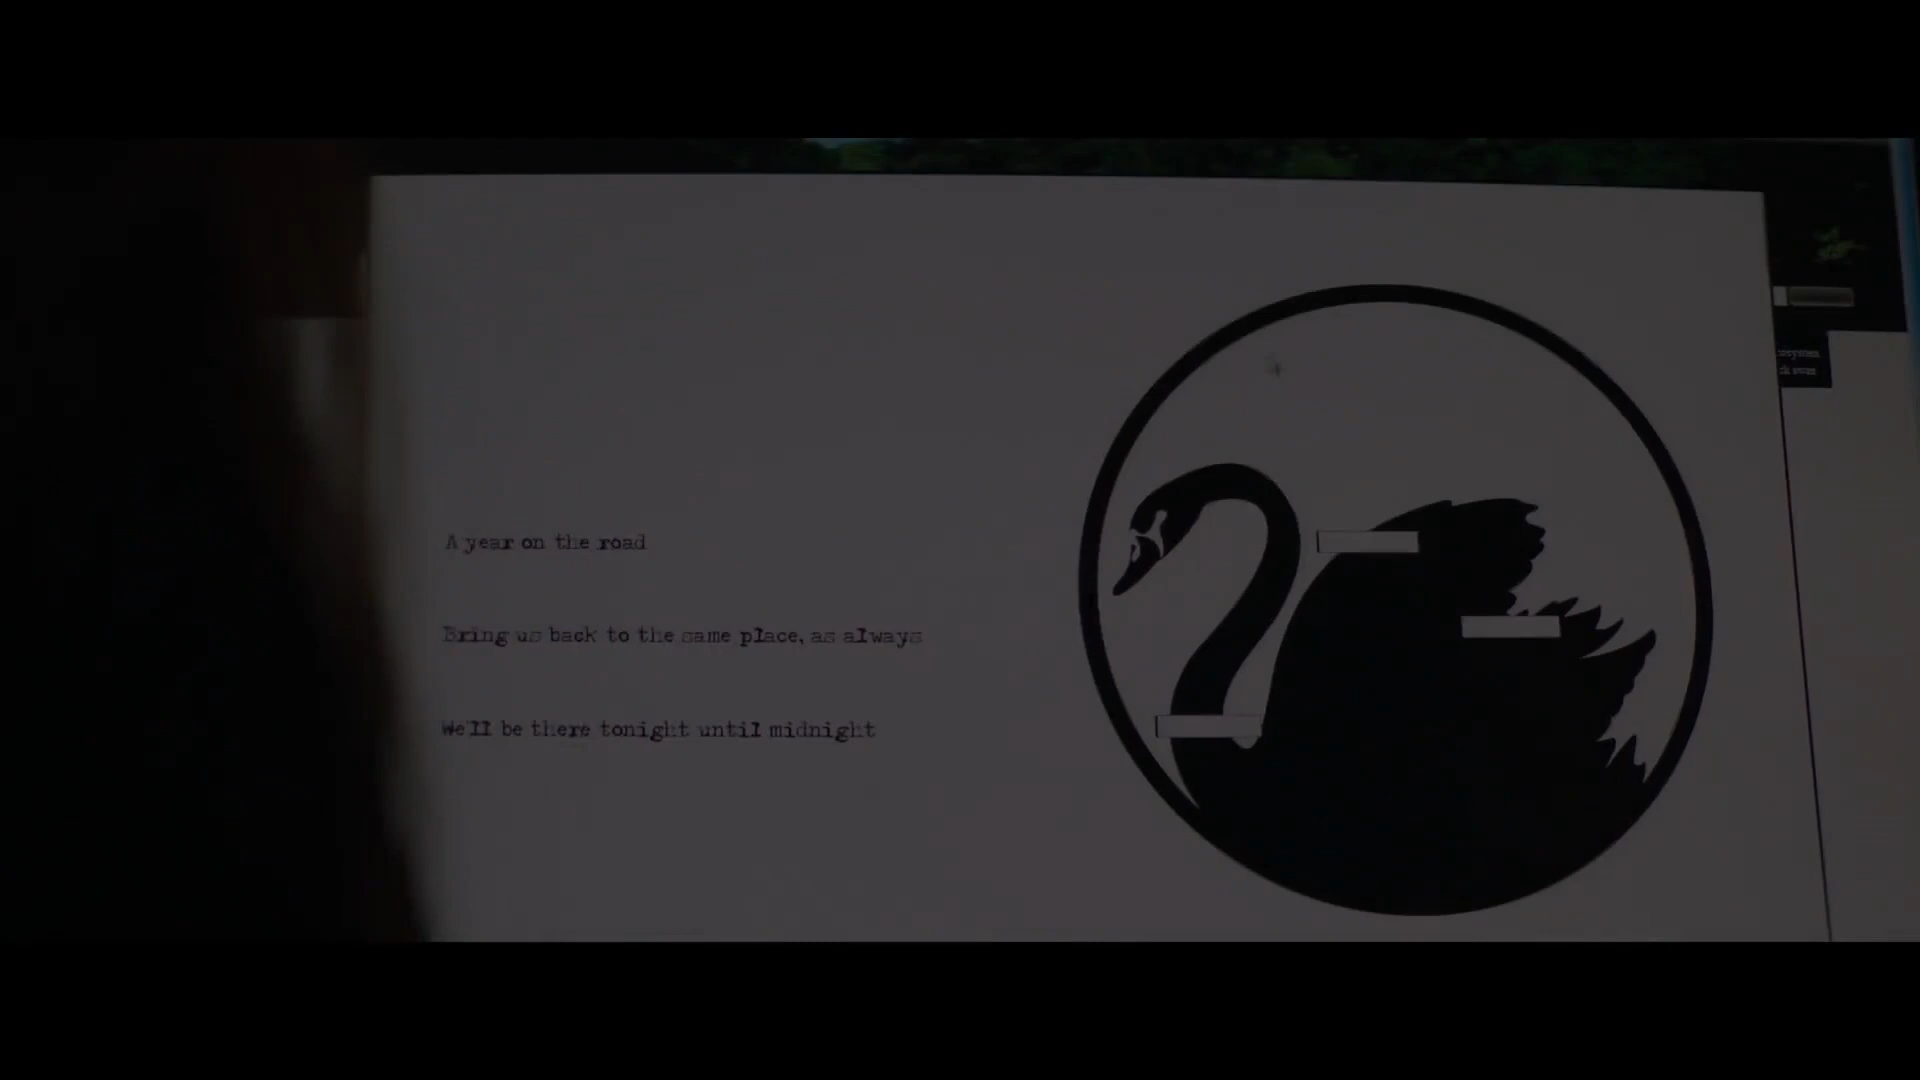 A year on the road
Bring us back to the same place, as always
We'll be there tonight until midnight
swan